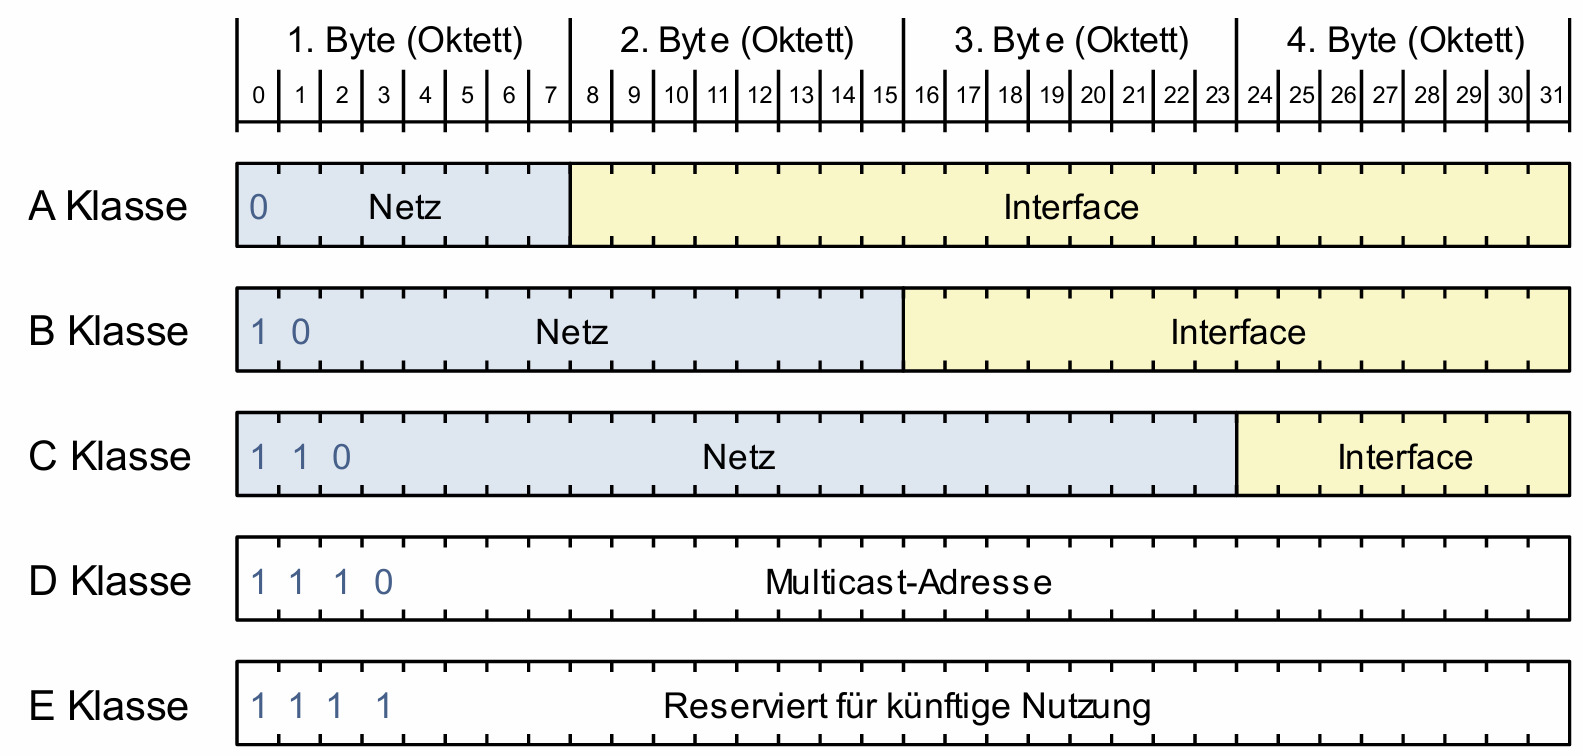 1. Byte (Oktett) 2. Byte (Oktett) 3. Byte (Oktett) 4. Byte (Oktett)
0 1 2 3 4 5 6 7 8 9 10 11 12 13 14 15 16 17 18 19 20 21 22 23 24 25 26 27 28 29 30 31
A Klasse 0 Netz Interface
B Klasse 1 0 Netz Interface
C Klasse 1 1 0 Netz Interface
D Klasse 1 1 1 0 Multicast-Adresse
E Klasse 1 1 1 1 Reserviert für künftige Nutzung